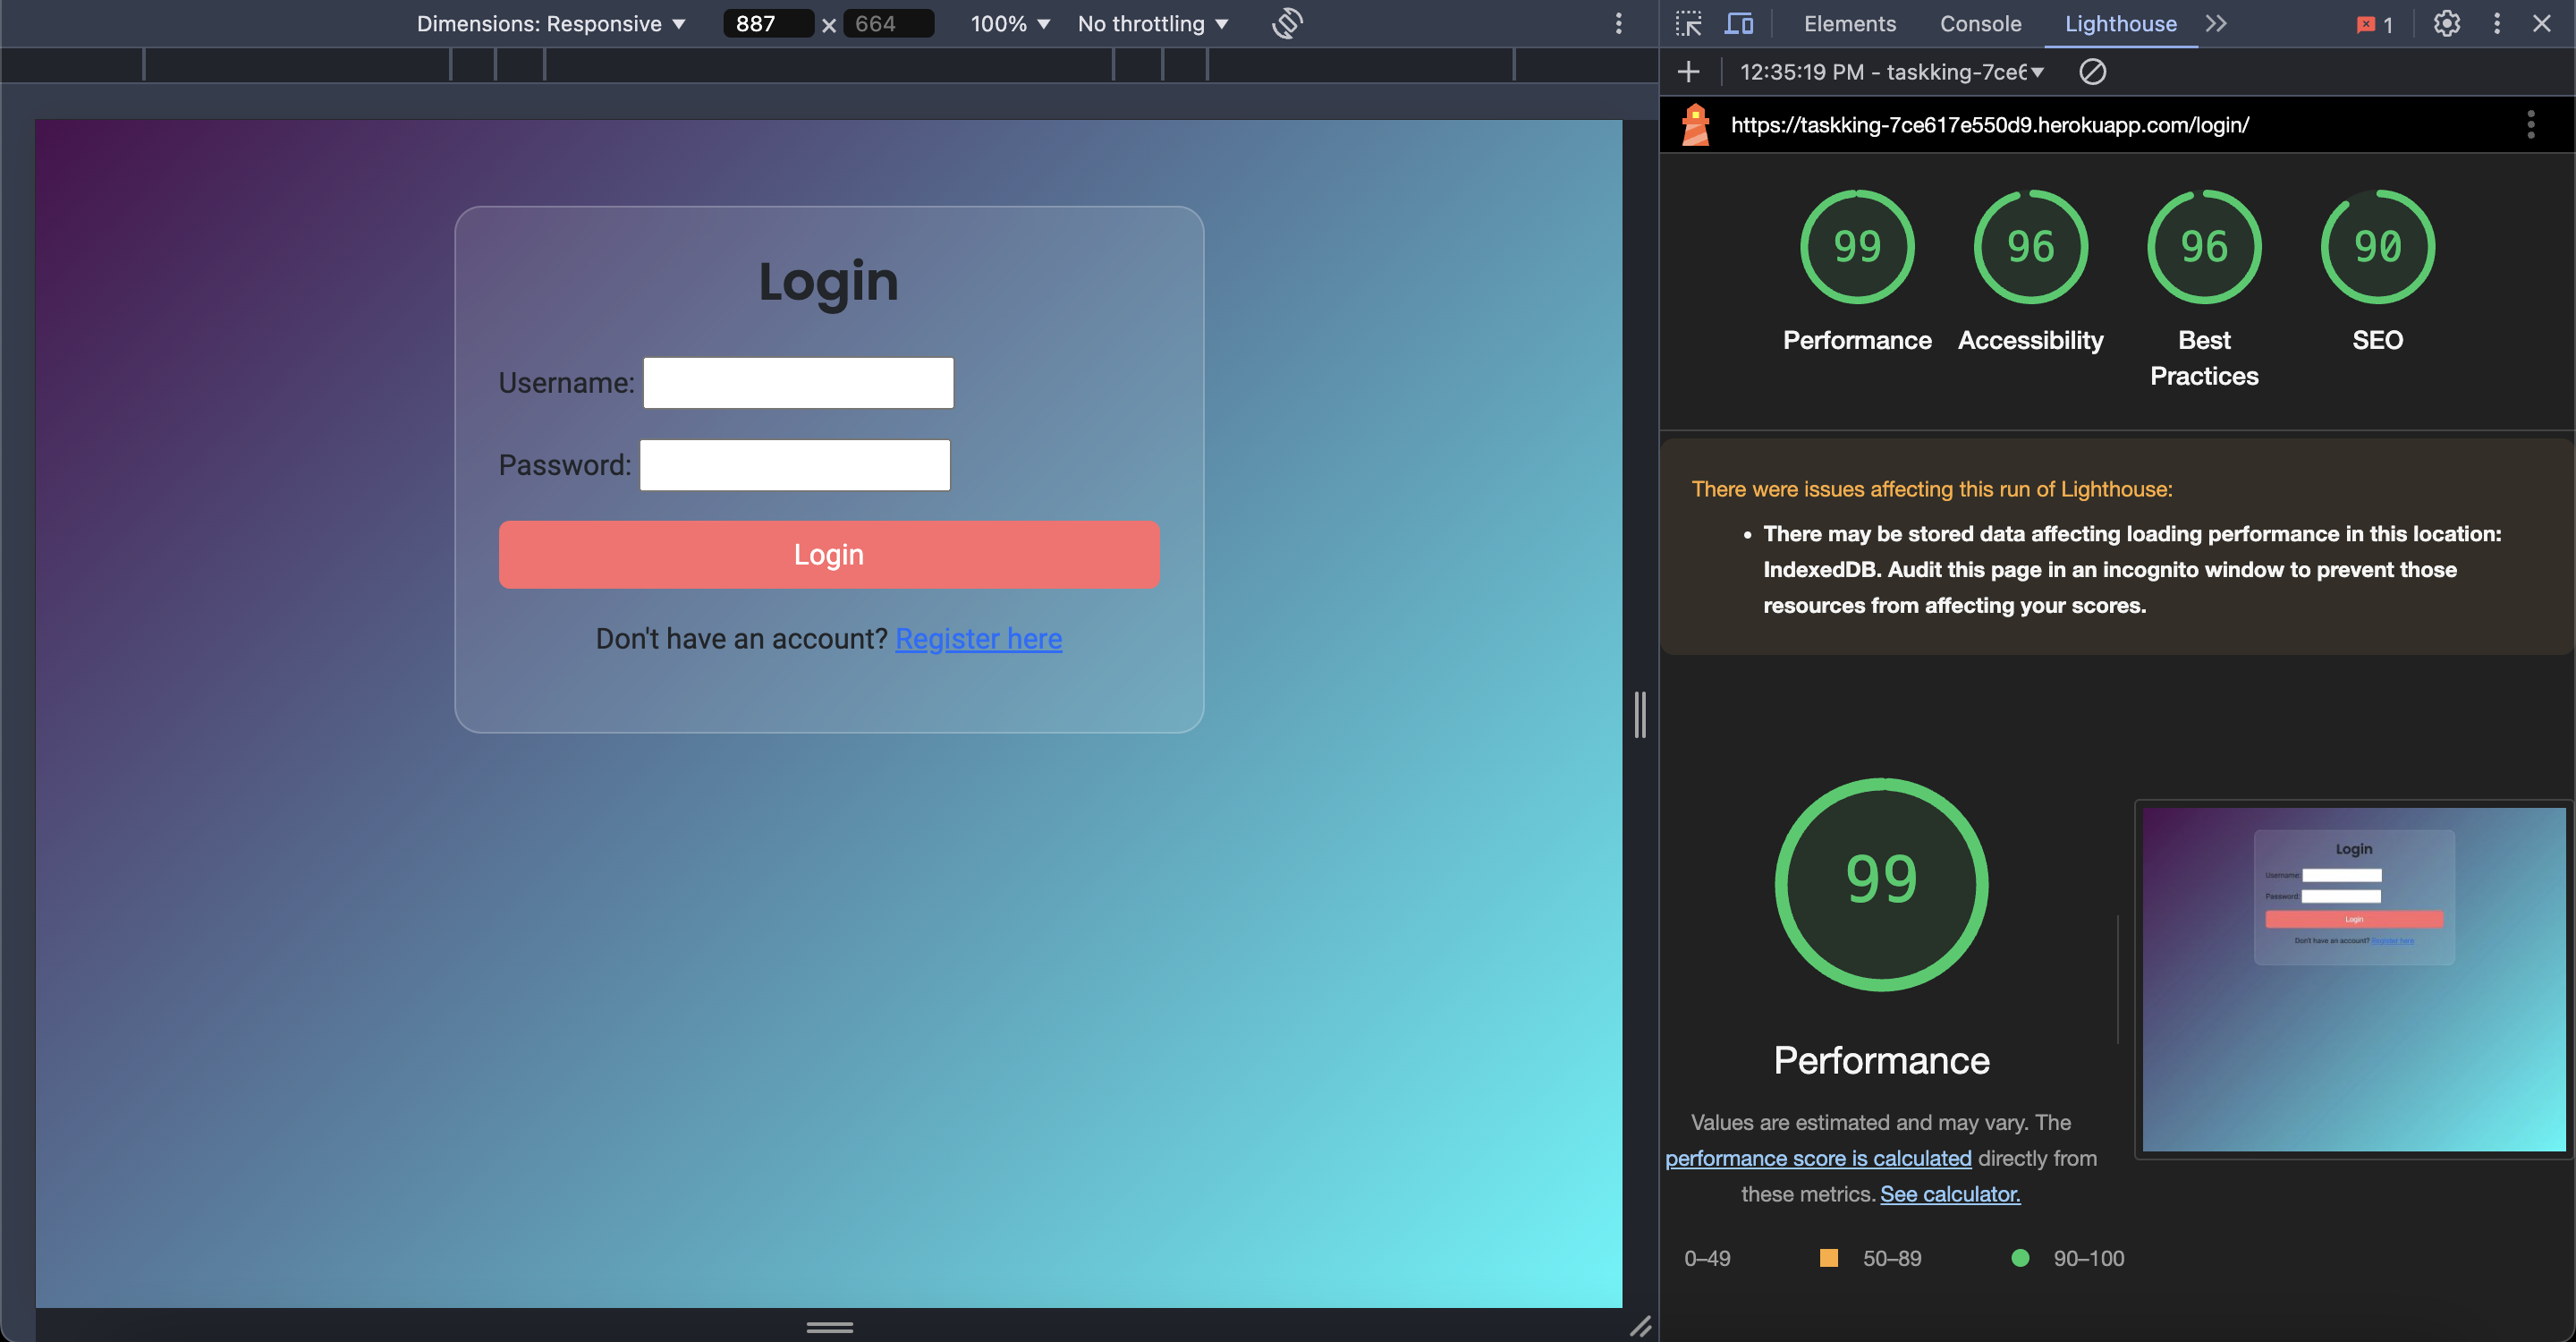 Dimensions: Responsive 887 × 664 100% No throttling
Elements Console Lighthouse 1
12:35:19 PM - taskking-7ce6
https://taskking-7ce617e550d9.herokuapp.com/login/
Login
Username:
Password:
Login
Don't have an account? Register here
99 96 96 90
Performance Accessibility Best Practices SEO
There were issues affecting this run of Lighthouse:
• There may be stored data affecting loading performance in this location:
IndexedDB. Audit this page in an incognito window to prevent those
resources from affecting your scores.
99
Performance
Values are estimated and may vary. The
performance score is calculated directly from
these metrics. See calculator.
0–49 50–89 90–100
Login
Username:
Password:
Login
Don't have an account? Register here